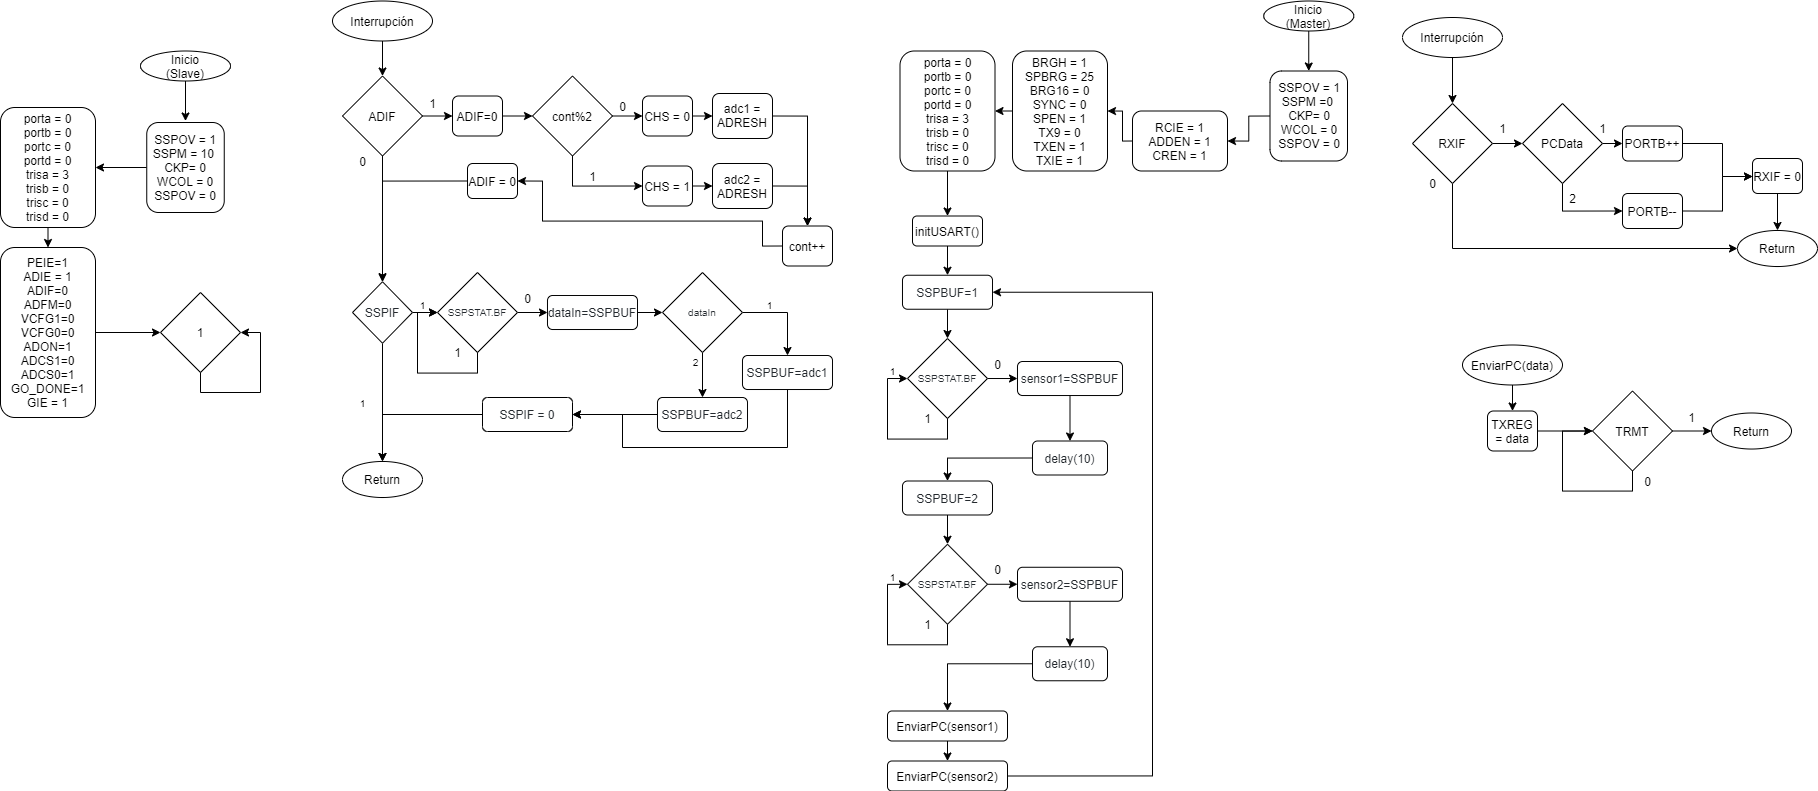 Inicio
(Slave)
SSPOV = 1
SSPM = 10
CKP= 0
WCOL = 0
SSPOV = 0
porta = 0
portb = 0
portc = 0
portd = 0
trisa = 3
trisb = 0
trisc = 0
trisd = 0
PEIE=1
ADIE = 1
ADIF=0
ADFM=0
VCFG1=0
VCFG0=0
ADON=1
ADCS1=0
ADCS0=1
GO_DONE=1
GIE = 1
1
Interrupción
ADIF
1
0
ADIF=0
cont%2
0
CHS = 0
adc1 =
ADRESH
1
CHS = 1
adc2 =
ADRESH
cont++
ADIF = 0
SSPIF
1
1
SSPSTAT.BF
1
0
dataIn=SSPBUF
dataIn
1
2
SSPBUF=adc1
SSPBUF=adc2
SSPIF = 0
Return
Inicio
(Master)
SSPOV = 1
SSPM =0
CKP= 0
WCOL = 0
SSPOV = 0
RCIE = 1
ADDEN = 1
CREN = 1
BRGH = 1
SPBRG = 25
BRG16 = 0
SYNC = 0
SPEN = 1
TX9 = 0
TXEN = 1
TXIE = 1
porta = 0
portb = 0
portc = 0
portd = 0
trisa = 3
trisb = 0
trisc = 0
trisd = 0
initUSART()
SSPBUF=1
1
SSPSTAT.BF
1
0
sensor1=SSPBUF
delay(10)
SSPBUF=2
1
SSPSTAT.BF
1
0
sensor2=SSPBUF
delay(10)
EnviarPC(sensor1)
EnviarPC(sensor2)
Interrupción
RXIF
1
0
PCData
1
2
PORTB++
PORTB--
RXIF = 0
Return
EnviarPC(data)
TXREG
= data
TRMT
1
0
Return